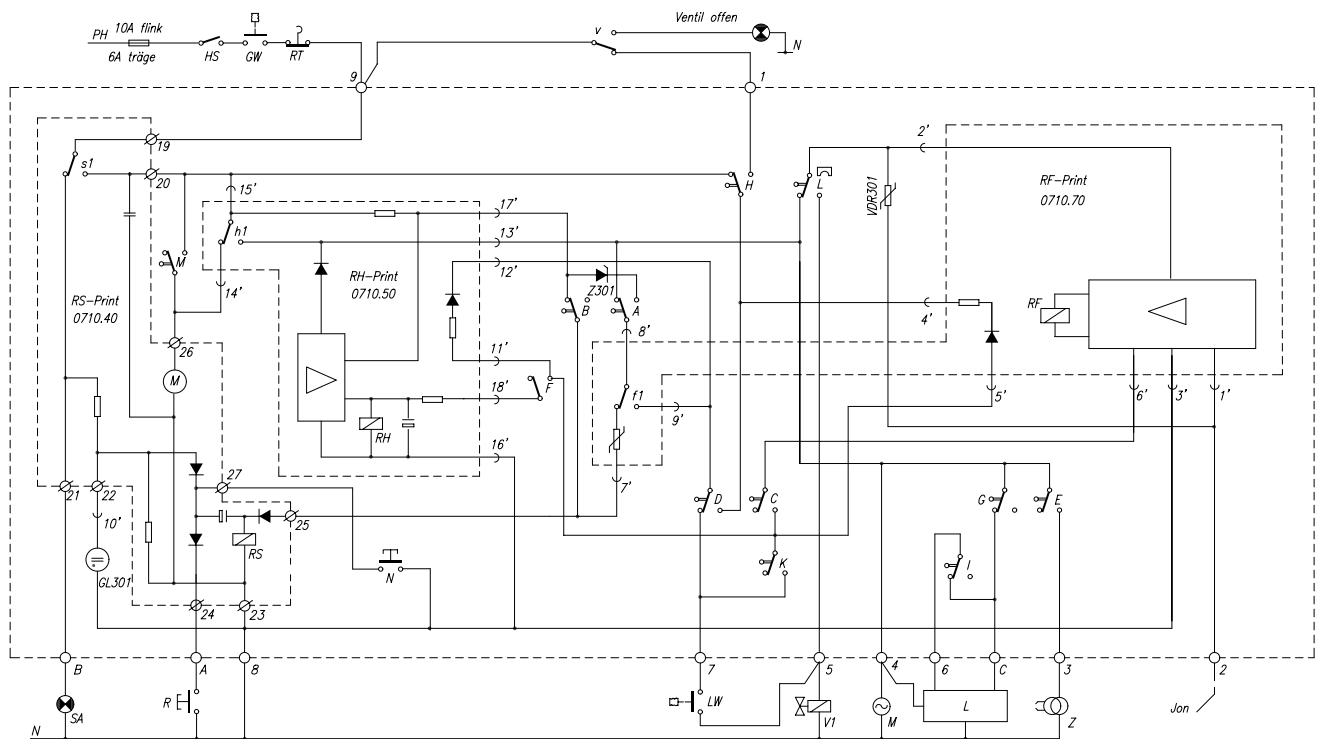 PH
10A flink
6A träge
HS
GW
RT
9
v
Ventil offen
N
1
19
s1
20
15'
h1
M
14'
RS-Print
0710.40
26
M
RH-Print
0710.50
17'
13'
12'
11'
18'
16'
RH
F
H
L
2'
VDR301
RF-Print
0710.70
RF
4'
5'
6'
3'
1'
Z301
B
A
8'
f1
9'
7'
D
C
K
G
E
I
21
22
10'
GL301
27
25
RS
24
23
N
B
A
8
7
5
4
6
C
3
2
SA
R
LW
V1
M
L
Z
Jon
N